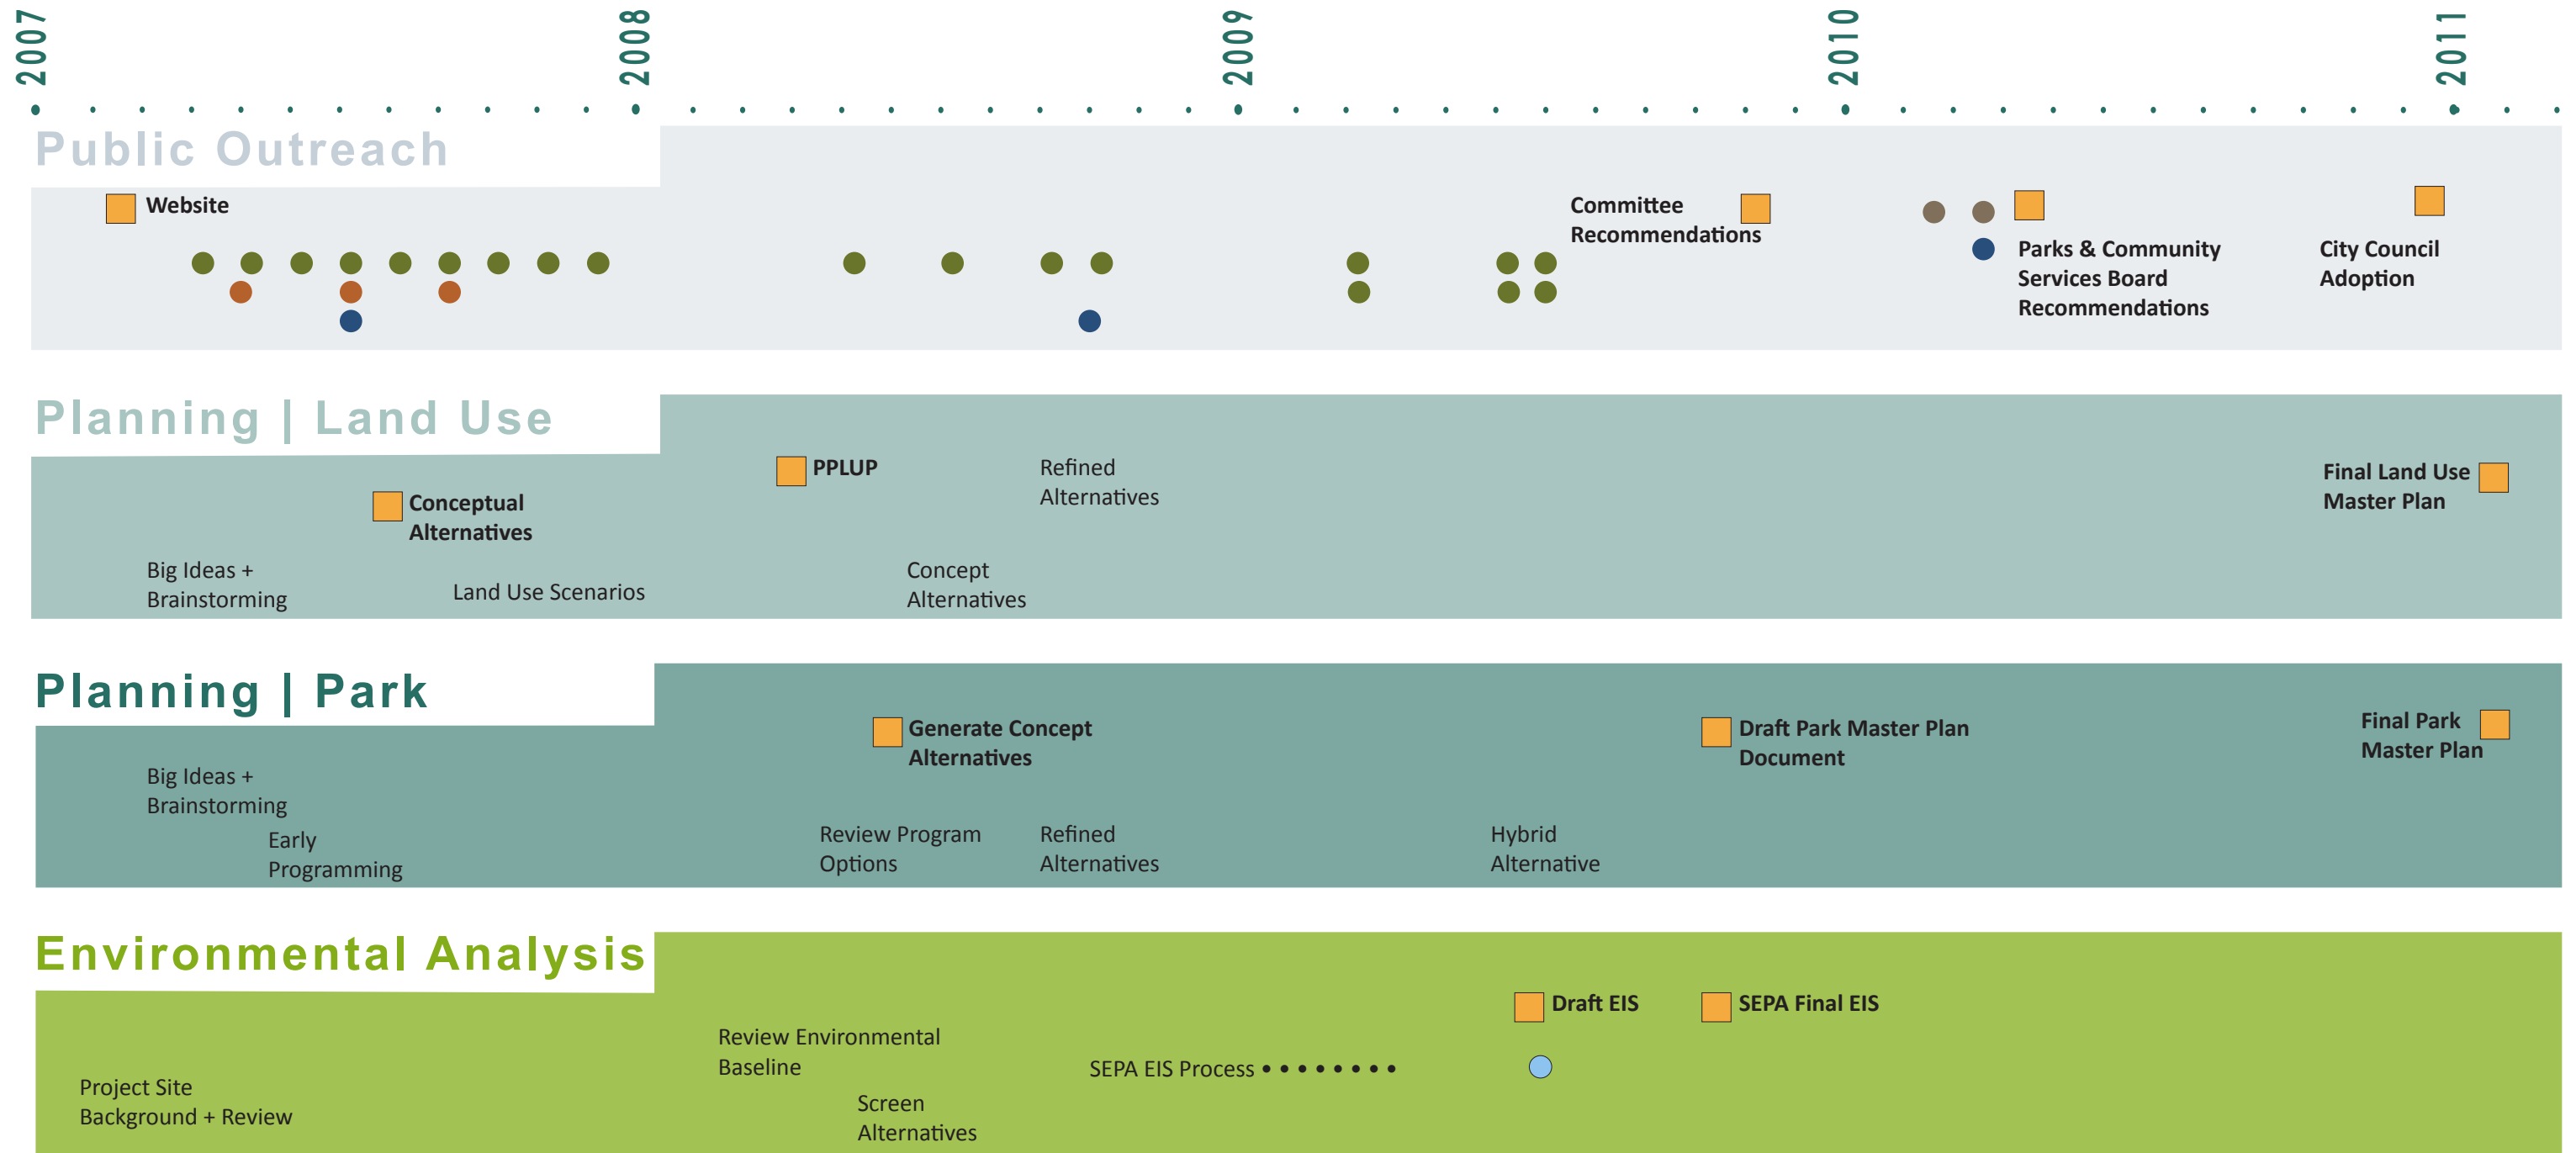 2007
2008
2009
2010
2011
Public Outreach
Website
Committee
Recommendations
Parks & Community
Services Board
Recommendations
City Council
Adoption
Planning | Land Use
PPLUP
Refined
Alternatives
Final Land Use
Master Plan
Conceptual
Alternatives
Big Ideas +
Brainstorming
Land Use Scenarios
Concept
Alternatives
Planning | Park
Generate Concept
Alternatives
Draft Park Master Plan
Document
Final Park
Master Plan
Big Ideas +
Brainstorming
Early
Programming
Review Program
Options
Refined
Alternatives
Hybrid
Alternative
Environmental Analysis
Draft EIS
SEPA Final EIS
Review Environmental
Baseline
SEPA EIS Process
Project Site
Background + Review
Screen
Alternatives